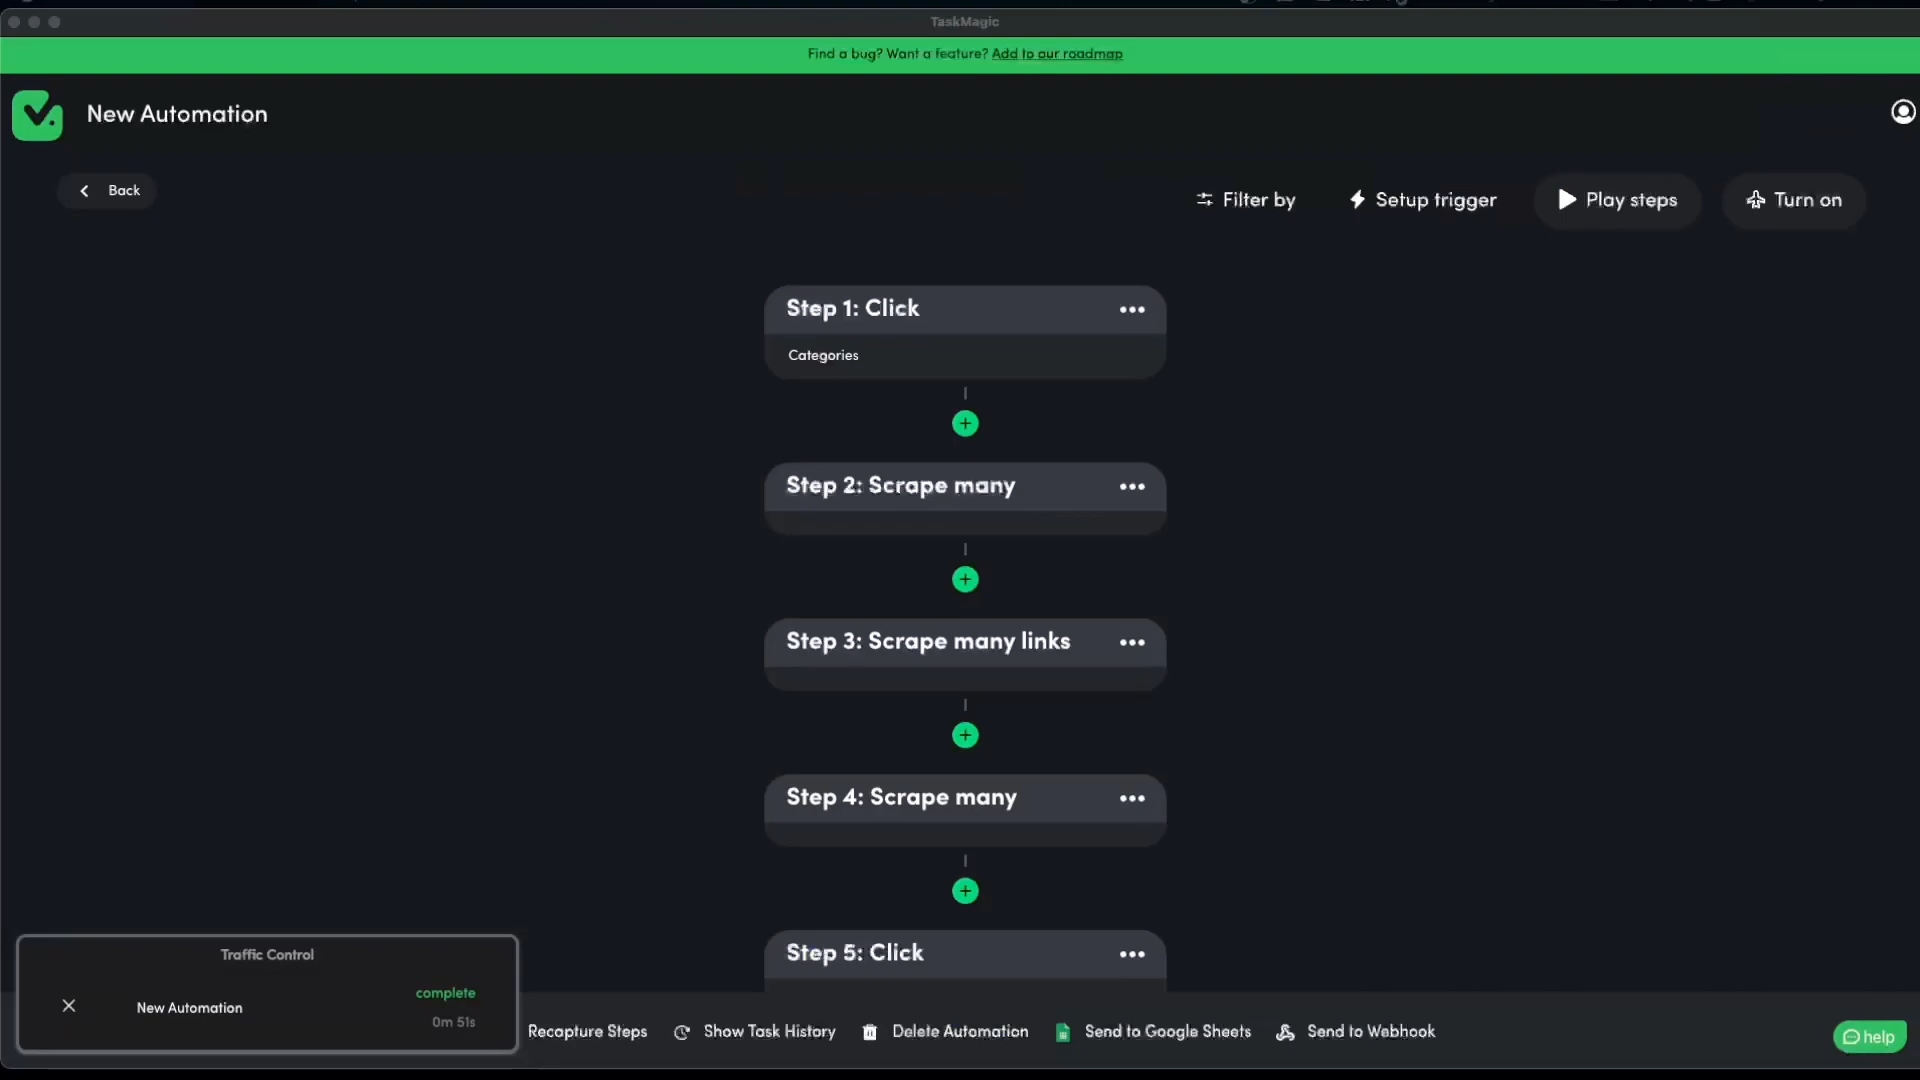 TaskMagic
Find a bug? Want a feature? Add to our roadmap
New Automation
Back
Filter by
Setup trigger
Play steps
Turn on
Step 1: Click
Categories
Step 2: Scrape many
Step 3: Scrape many links
Step 4: Scrape many
Step 5: Click
Traffic Control
New Automation
complete
0m 51s
Recapture Steps
Show Task History
Delete Automation
Send to Google Sheets
Send to Webhook
help